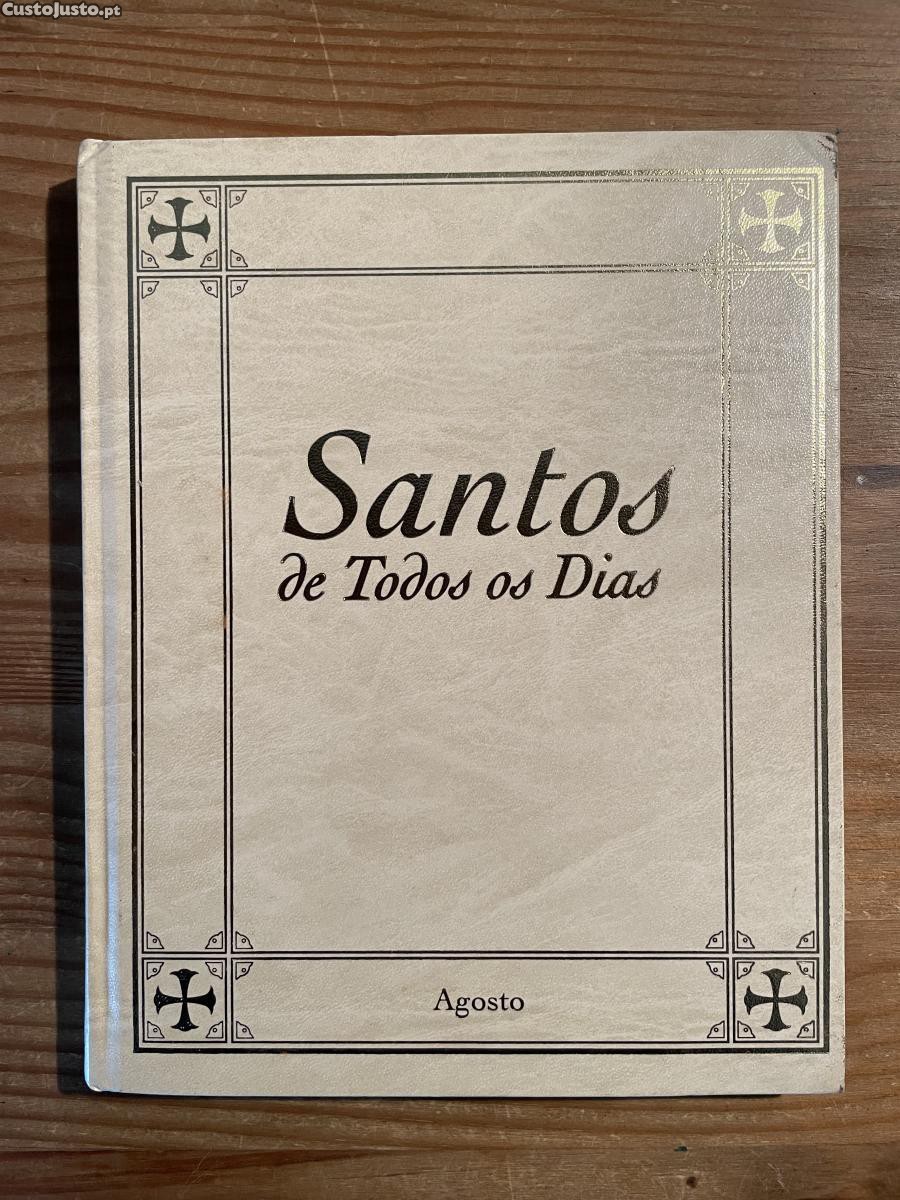 CustoJusto.pt
Santos
de Todos os Dias
Agosto